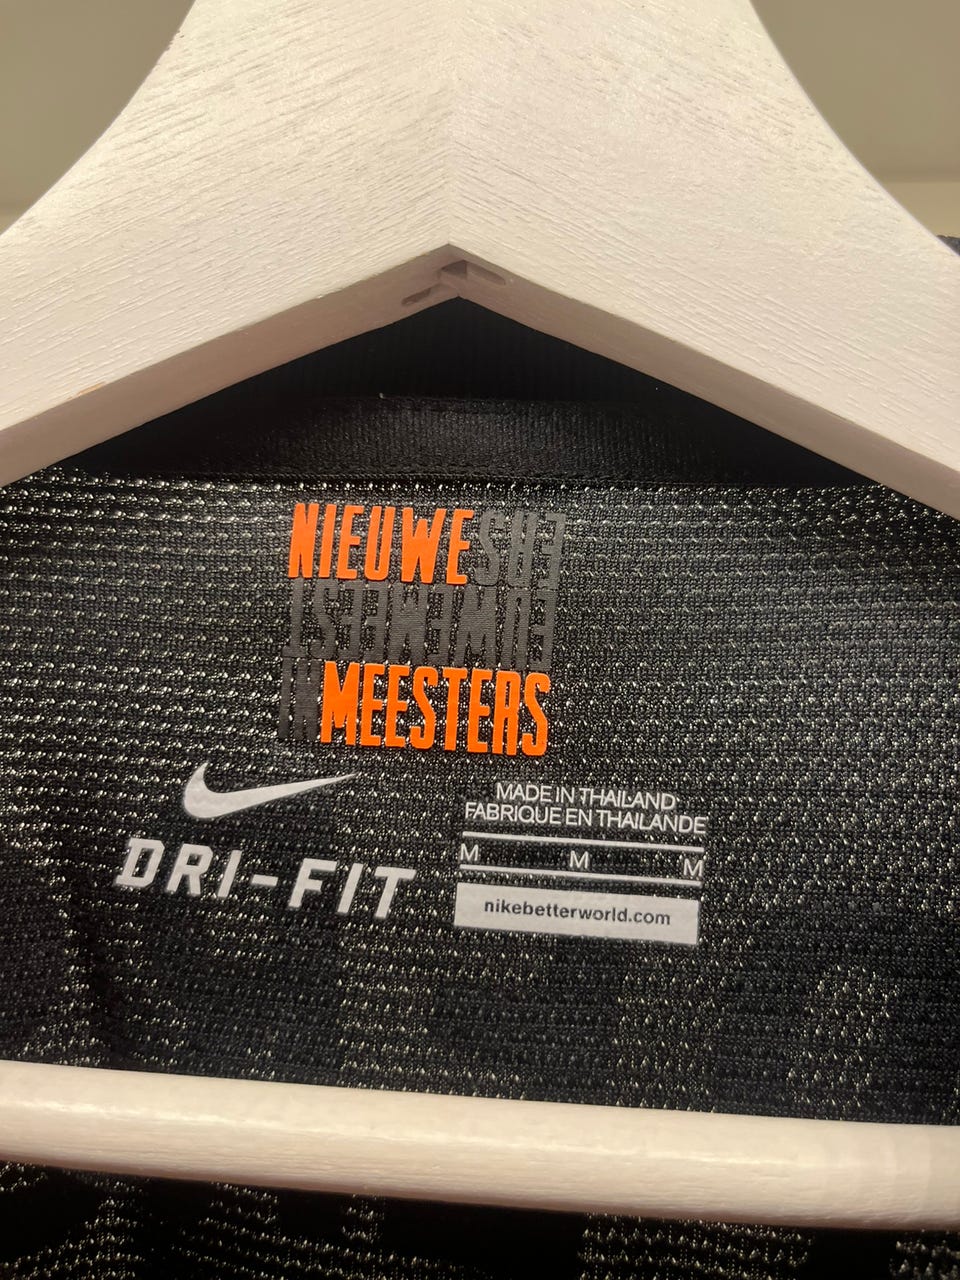 NIEUWE
MEESTERS
DRI-FIT
MADE IN THAILAND
FABRIQUE EN THAILANDE
M M M
nikebetterworld.com